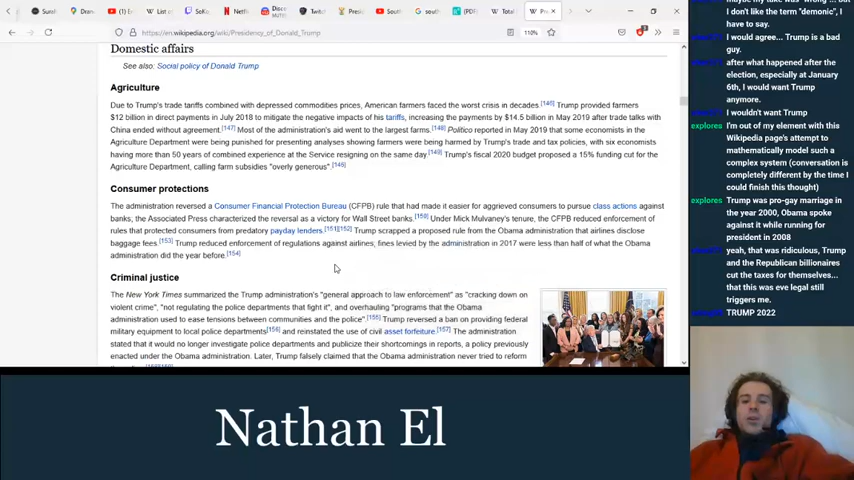 Sumr
Dran
(1) E
List o
SoKo
Netf
Disco
Twit
Presi
South
sout
(PDF)
Total
Pre
https://en.wikipedia.org/wiki/Presidency_of_Donald_Trump
110%
Domestic affairs
See also: Social policy of Donald Trump
Agriculture
Due to Trump's trade tariffs combined with depressed commodities prices, American farmers faced the worst crisis in decades.[146] Trump provided farmers
$12 billion in direct payments in July 2018 to mitigate the negative impacts of his tariffs, increasing the payments by $14.5 billion in May 2019 after trade talks with
China ended without agreement.[147] Most of the administration's aid went to the largest farms.[148] Politico reported in May 2019 that some economists in the
Agriculture Department were being punished for presenting analyses showing farmers were being harmed by Trump's trade and tax policies, with six economists
having more than 50 years of combined experience at the Service resigning on the same day.[149] Trump's fiscal 2020 budget proposed a 15% funding cut for the
Agriculture Department, calling farm subsidies "overly generous".[145]
Consumer protections
The administration reversed a Consumer Financial Protection Bureau (CFPB) rule that had made it easier for aggrieved consumers to pursue class actions against
banks; the Associated Press characterized the reversal as a victory for Wall Street banks.[150] Under Mick Mulvaney's tenure, the CFPB reduced enforcement of
rules that protected consumers from predatory payday lenders.[151][152] Trump scrapped a proposed rule from the Obama administration that airlines disclose
baggage fees.[153] Trump reduced enforcement of regulations against airlines; fines levied by the administration in 2017 were less than half of what the Obama
administration did the year before.[154]
Criminal justice
The New York Times summarized the Trump administration's "general approach to law enforcement" as "cracking down on
violent crime", "not regulating the police departments that fight it", and overhauling "programs that the Obama
administration used to ease tensions between communities and the police".[155] Trump reversed a ban on providing federal
military equipment to local police departments[156] and reinstated the use of civil asset forfeiture.[157] The administration
stated that it would no longer investigate police departments and publicize their shortcomings in reports, a policy previously
enacted under the Obama administration. Later, Trump falsely claimed that the Obama administration never tried to reform
Nathan El
I don't like the term "demonic", I
have to say.
I would agree... Trump is a bad
guy.
after what happened after the
election, especially at January
6th, I would want Trump
anymore.
I wouldn't want Trump
explores I'm out of my element with this
Wikipedia page's attempt to
mathematically model such
a complex system (conversation is
completely different by the time I
could finish this thought)
explores Trump was pro-gay marriage in
the year 2000, Obama spoke
against it while running for
president in 2008
yeah, that was ridiculous, Trump
and the Republican billionaires
cut the taxes for themselves...
that this was eve legal still
triggers me.
TRUMP 2022